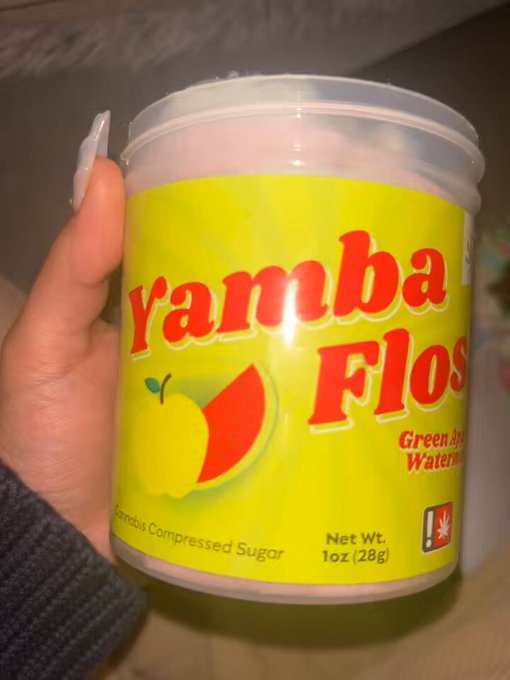 Yamba
Flos
Green Ap
Waterm
Cannabis Compressed Sugar
Net Wt.
1oz (28g)
!